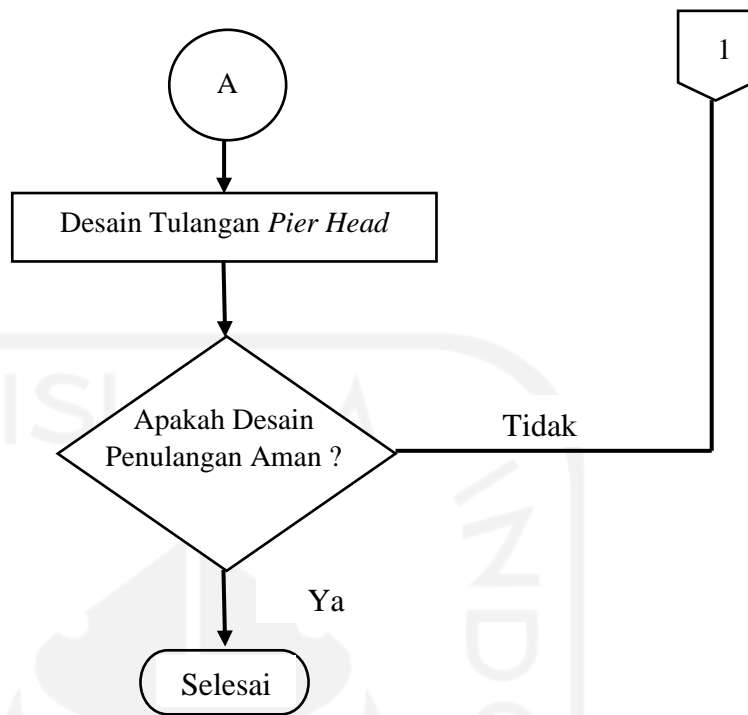 A
1
Desain Tulangan Pier Head
Apakah Desain
Penulangan Aman ?
Tidak
Ya
Selesai